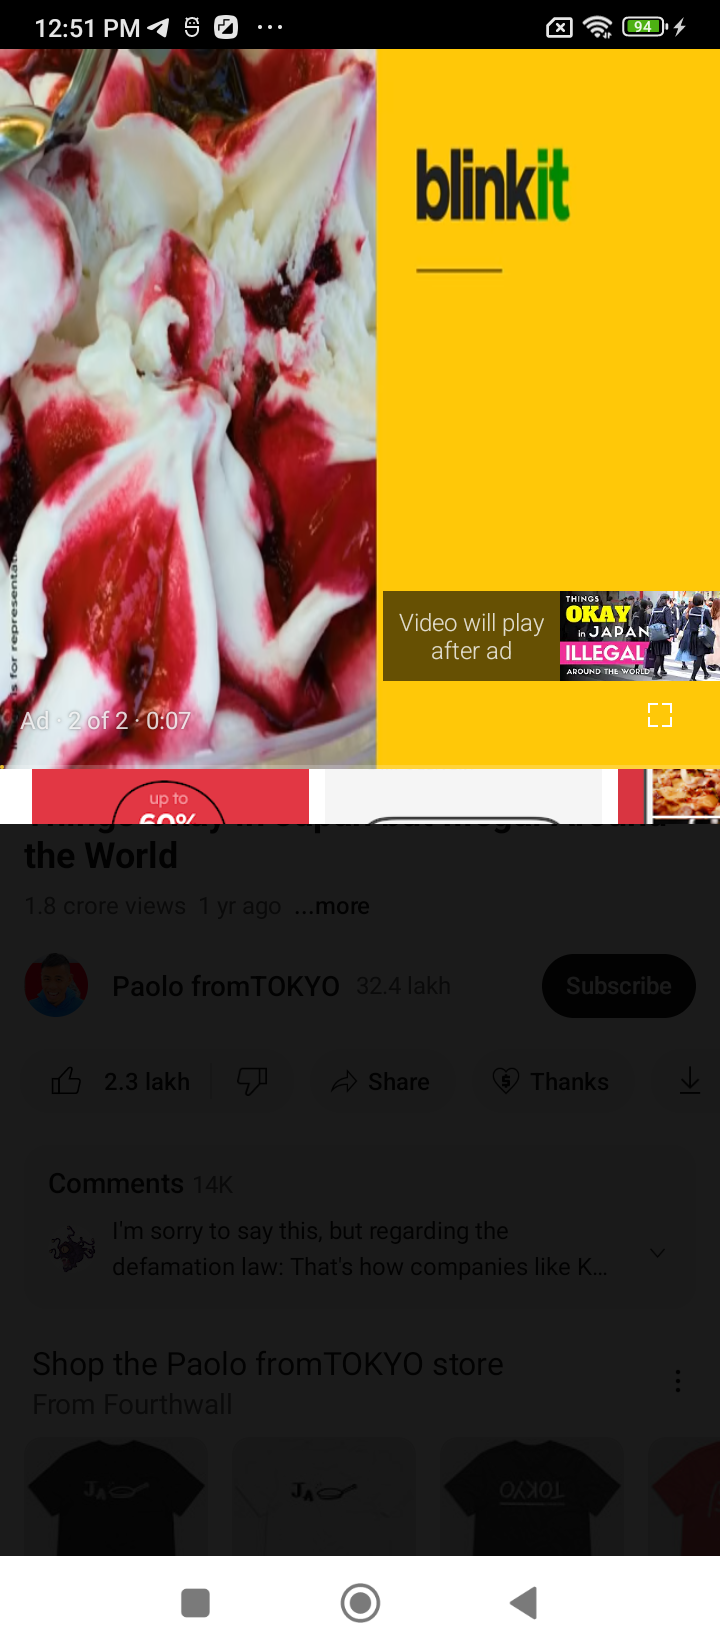 12:51 PM
94
blinkit
Video will play
after ad
THINGS
OKAY
in JAPAN
ILLEGAL
AROUND THE WORLD
is for representat
Ad · 2 of 2 · 0:07
up to
60%
the World
1.8 crore views 1 yr ago ...more
Paolo fromTOKYO 32.4 lakh
Subscribe
2.3 lakh
Share
Thanks
Comments 14K
I'm sorry to say this, but regarding the
defamation law: That's how companies like K...
Shop the Paolo fromTOKYO store
From Fourthwall
TOKYO